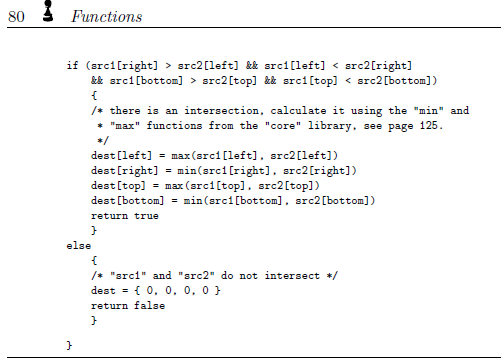 80 Functions
if (src1[right] > src2[left] && src1[left] < src2[right]
&& src1[bottom] > src2[top] && src1[top] < src2[bottom])
{
/* there is an intersection, calculate it using the "min" and
* "max" functions from the "core" library, see page 125.
*/
dest[left] = max(src1[left], src2[left])
dest[right] = min(src1[right], src2[right])
dest[top] = max(src1[top], src2[top])
dest[bottom] = min(src1[bottom], src2[bottom])
return true
}
else
{
/* "src1" and "src2" do not intersect */
dest = { 0, 0, 0, 0 }
return false
}
}